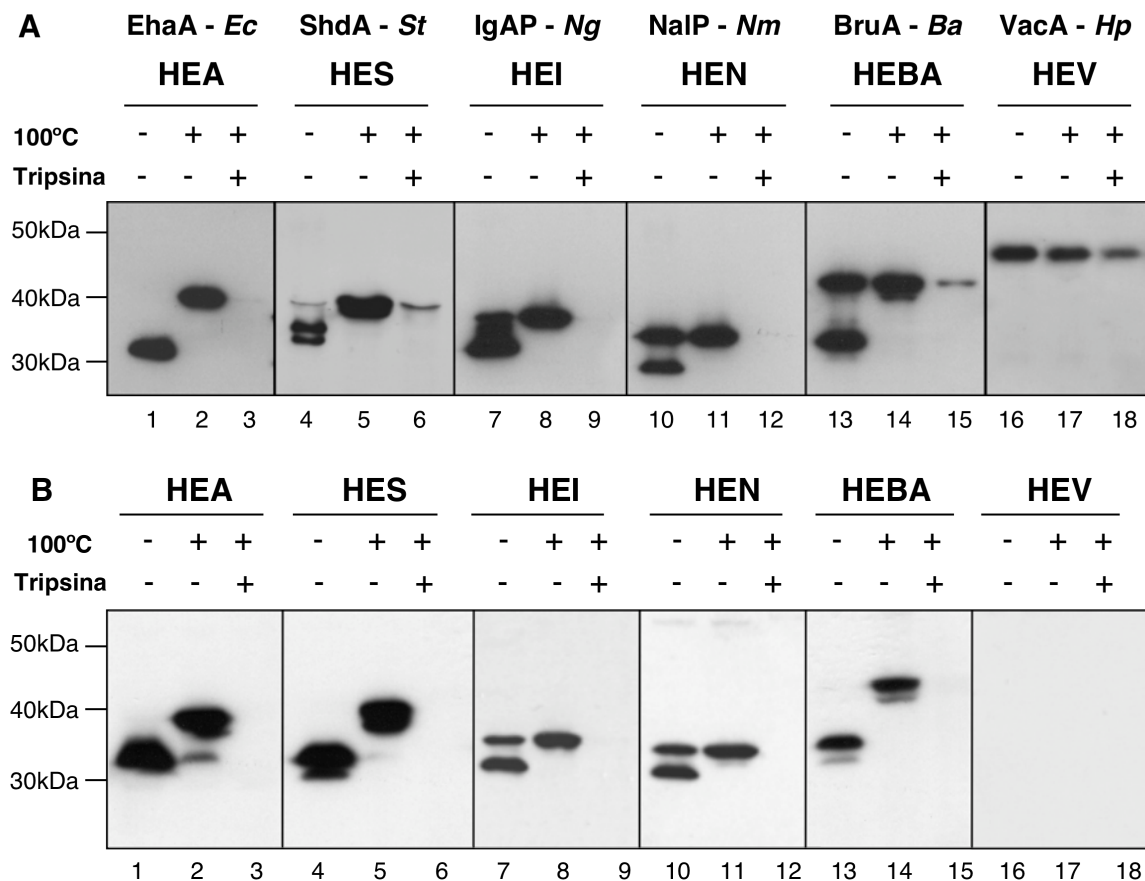 A EhaA - Ec ShdA - St IgAP - Ng NalP - Nm BruA - Ba VacA - Hp
HEA HES HEI HEN HEBA HEV
100ºC - + + - + + - + + - + + - + + - + +
Tripsina - - + - - + - - + - - + - - + - - +
50kDa
40kDa
30kDa
1 2 3 4 5 6 7 8 9 10 11 12 13 14 15 16 17 18
B HEA HES HEI HEN HEBA HEV
100ºC - + + - + + - + + - + + - + + - + +
Tripsina - - + - - + - - + - - + - - + - - +
50kDa
40kDa
30kDa
1 2 3 4 5 6 7 8 9 10 11 12 13 14 15 16 17 18